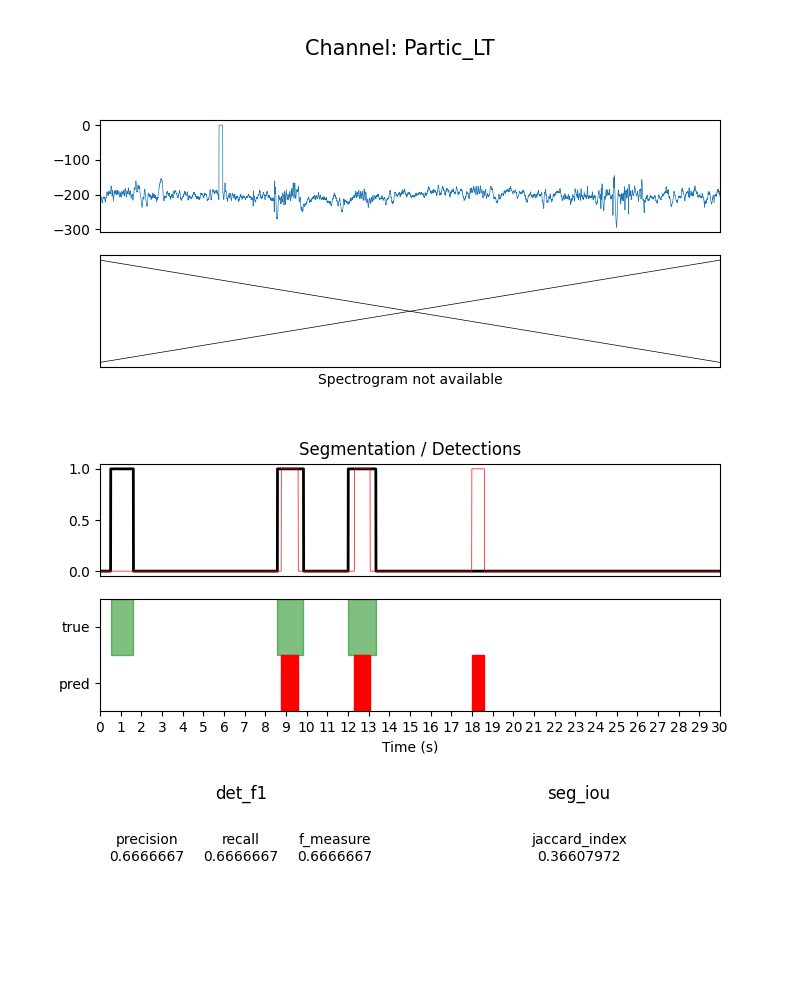 Channel: Partic_LT
0
−100
−200
−300
Spectrogram not available
Segmentation / Detections
1.0
0.5
0.0
true
pred
0 1 2 3 4 5 6 7 8 9 10 11 12 13 14 15 16 17 18 19 20 21 22 23 24 25 26 27 28 29 30
Time (s)
det_f1 seg_iou
precision recall f_measure jaccard_index
0.6666667 0.6666667 0.6666667 0.36607972